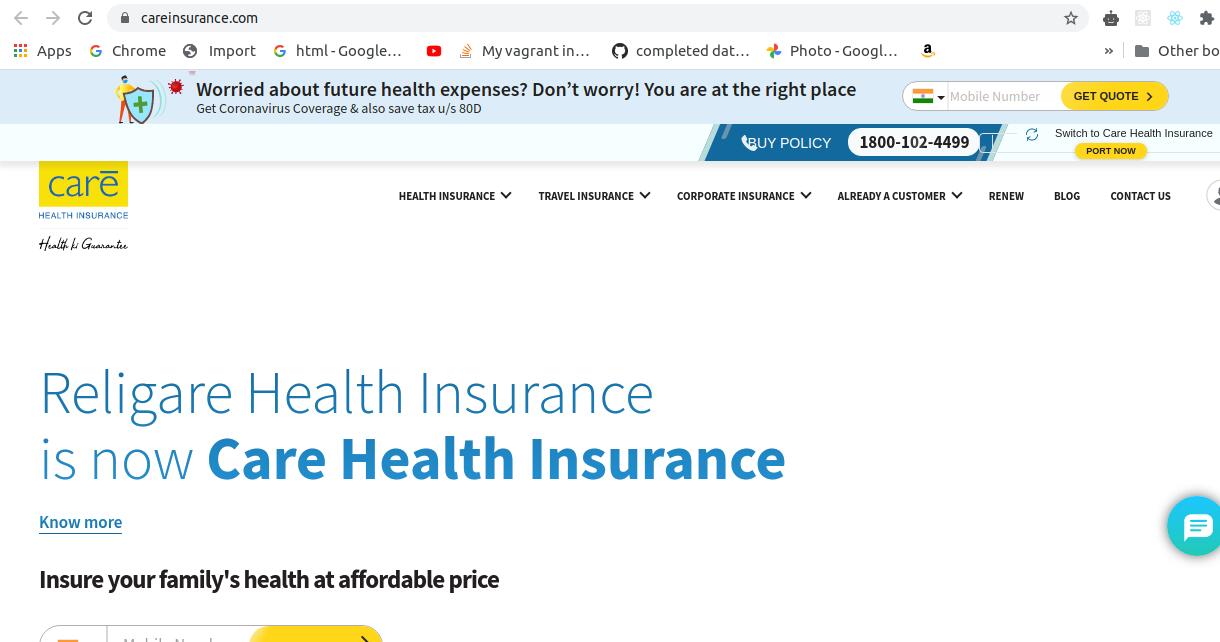 careinsurance.com
Apps Chrome Import html - Google... My vagrant in... completed dat... Photo - Googl... »  Other bo
Worried about future health expenses? Don't worry! You are at the right place
Get Coronavirus Coverage & also save tax u/s 80D
Mobile Number GET QUOTE
BUY POLICY 1800-102-4499
Switch to Care Health Insurance
PORT NOW
care
HEALTH INSURANCE
Health ki Guarantee
HEALTH INSURANCE TRAVEL INSURANCE CORPORATE INSURANCE ALREADY A CUSTOMER RENEW BLOG CONTACT US
Religare Health Insurance
is now Care Health Insurance
Know more
Insure your family's health at affordable price